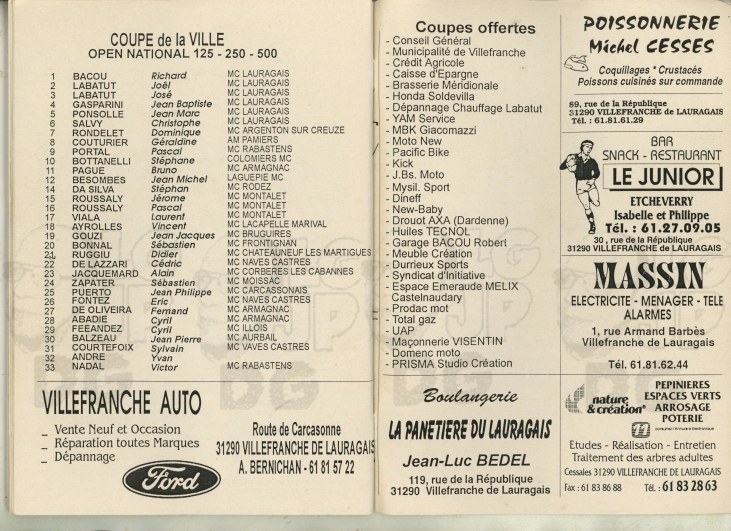 COUPE de la VILLE
OPEN NATIONAL 125 - 250 - 500
1 BACOU Richard MC LAURAGAIS
2 LABATUT Joël MC LAURAGAIS
3 LABATUT José MC LAURAGAIS
4 GASPARINI Jean Baptiste MC LAURAGAIS
5 PONSOLLE Jean Marc MC LAURAGAIS
6 SALVY Christophe MC LAURAGAIS
7 RONDELET Dominique MC ARGENTON SUR CREUZE
8 COUTURIER Géraldine AM PAMIERS
9 PORTAL Pascal MC RABASTENS
10 BOTTANELLI Stéphane COLOMIERS MC
11 PAGUE Bruno MC ARMAGNAC
12 BESOMBES Jean Michel LAGUEPIE MC
14 DA SILVA Stéphan MC RODEZ
15 ROUSSALY Jérome MC MONTALET
16 ROUSSALY Pascal MC MONTALET
17 VIALA Laurent MC MONTALET
18 AYROLLES Vincent MC LACAPELLE MARIVAL
19 GOUZI Jean Jacques MC BRUGUIRES
20 BONNAL Sébastien MC FRONTIGNAN
21 RUGGIU Didier MC CHATEAUNEUF LES MARTIGUES
22 DE LAZZARI Cédric MC NAVES CASTRES
23 JACQUEMARD Alain MC CORBERES LES CABANNES
24 ZAPATER Sébastien MC MOISSAC
25 PUERTO Jean Philippe MC CARCASSONAIS
26 FONTEZ Eric MC NAVES CASTRES
27 DE OLIVEIRA Fernand MC ARMAGNAC
28 ABADIE Cyril MC ARMAGNAC
29 FEEANDEZ Cyril MC ILLOIS
30 BALZEAU Jean Pierre MC AURBAIL
31 COURTEFOIX Sylvain MC VAVES CASTRES
32 ANDRE Yvan
33 NADAL Victor MC RABASTENS
VILLEFRANCHE AUTO
_ Vente Neuf et Occasion
_ Réparation toutes Marques
_ Dépannage
Ford
Route de Carcassonne
31290 VILLEFRANCHE DE LAURAGAIS
A. BERNICHAN - 61 81 57 22
Coupes offertes
- Conseil Général
- Municipalité de Villefranche
- Crédit Agricole
- Caisse d'Epargne
- Brasserie Méridionale
- Honda Soldevilla
- Dépannage Chauffage Labatut
- YAM Service
- MBK Giacomazzi
- Moto New
- Pacific Bike
- Kick
- J.Bs. Moto
- Mysil. Sport
- Dineff
- New-Baby
- Drouot AXA (Dardenne)
- Huiles TECNOL
- Garage BACOU Robert
- Meuble Création
- Durrieux Sports
- Syndicat d'Initiative
- Espace Emeraude MELIX
- Castelnaudary
- Prodac mot
- Total gaz
- UAP
- Maçonnerie VISENTIN
- Domenc moto
- PRISMA Studio Création
Boulangerie
LA PANETIERE DU LAURAGAIS
Jean-Luc BEDEL
119, rue de la République
31290 Villefranche de Lauragais
POISSONNERIE
Michel CESSES
Coquillages * Crustacés
Poissons cuisinés sur commande
89, rue de la République
31290 VILLEFRANCHE de LAURAGAIS
Tél. : 61.81.61.29
BAR
SNACK - RESTAURANT
LE JUNIOR
ETCHEVERRY
Isabelle et Philippe
Tél. : 61.27.09.05
30, rue de la République
31290 VILLEFRANCHE de LAURAGAIS
MASSIN
ELECTRICITE - MENAGER - TELE
ALARMES
1, rue Armand Barbès
Villefranche de Lauragais
Tél. 61.81.62.44
nature & création
PEPINIERES
ESPACES VERTS
ARROSAGE
POTERIE
Etudes - Réalisation - Entretien
Traitement des arbres adultes
Cessales 31290 VILLEFRANCHE DE LAURAGAIS
Fax : 61 83 86 88 Tél. : 61 83 28 63